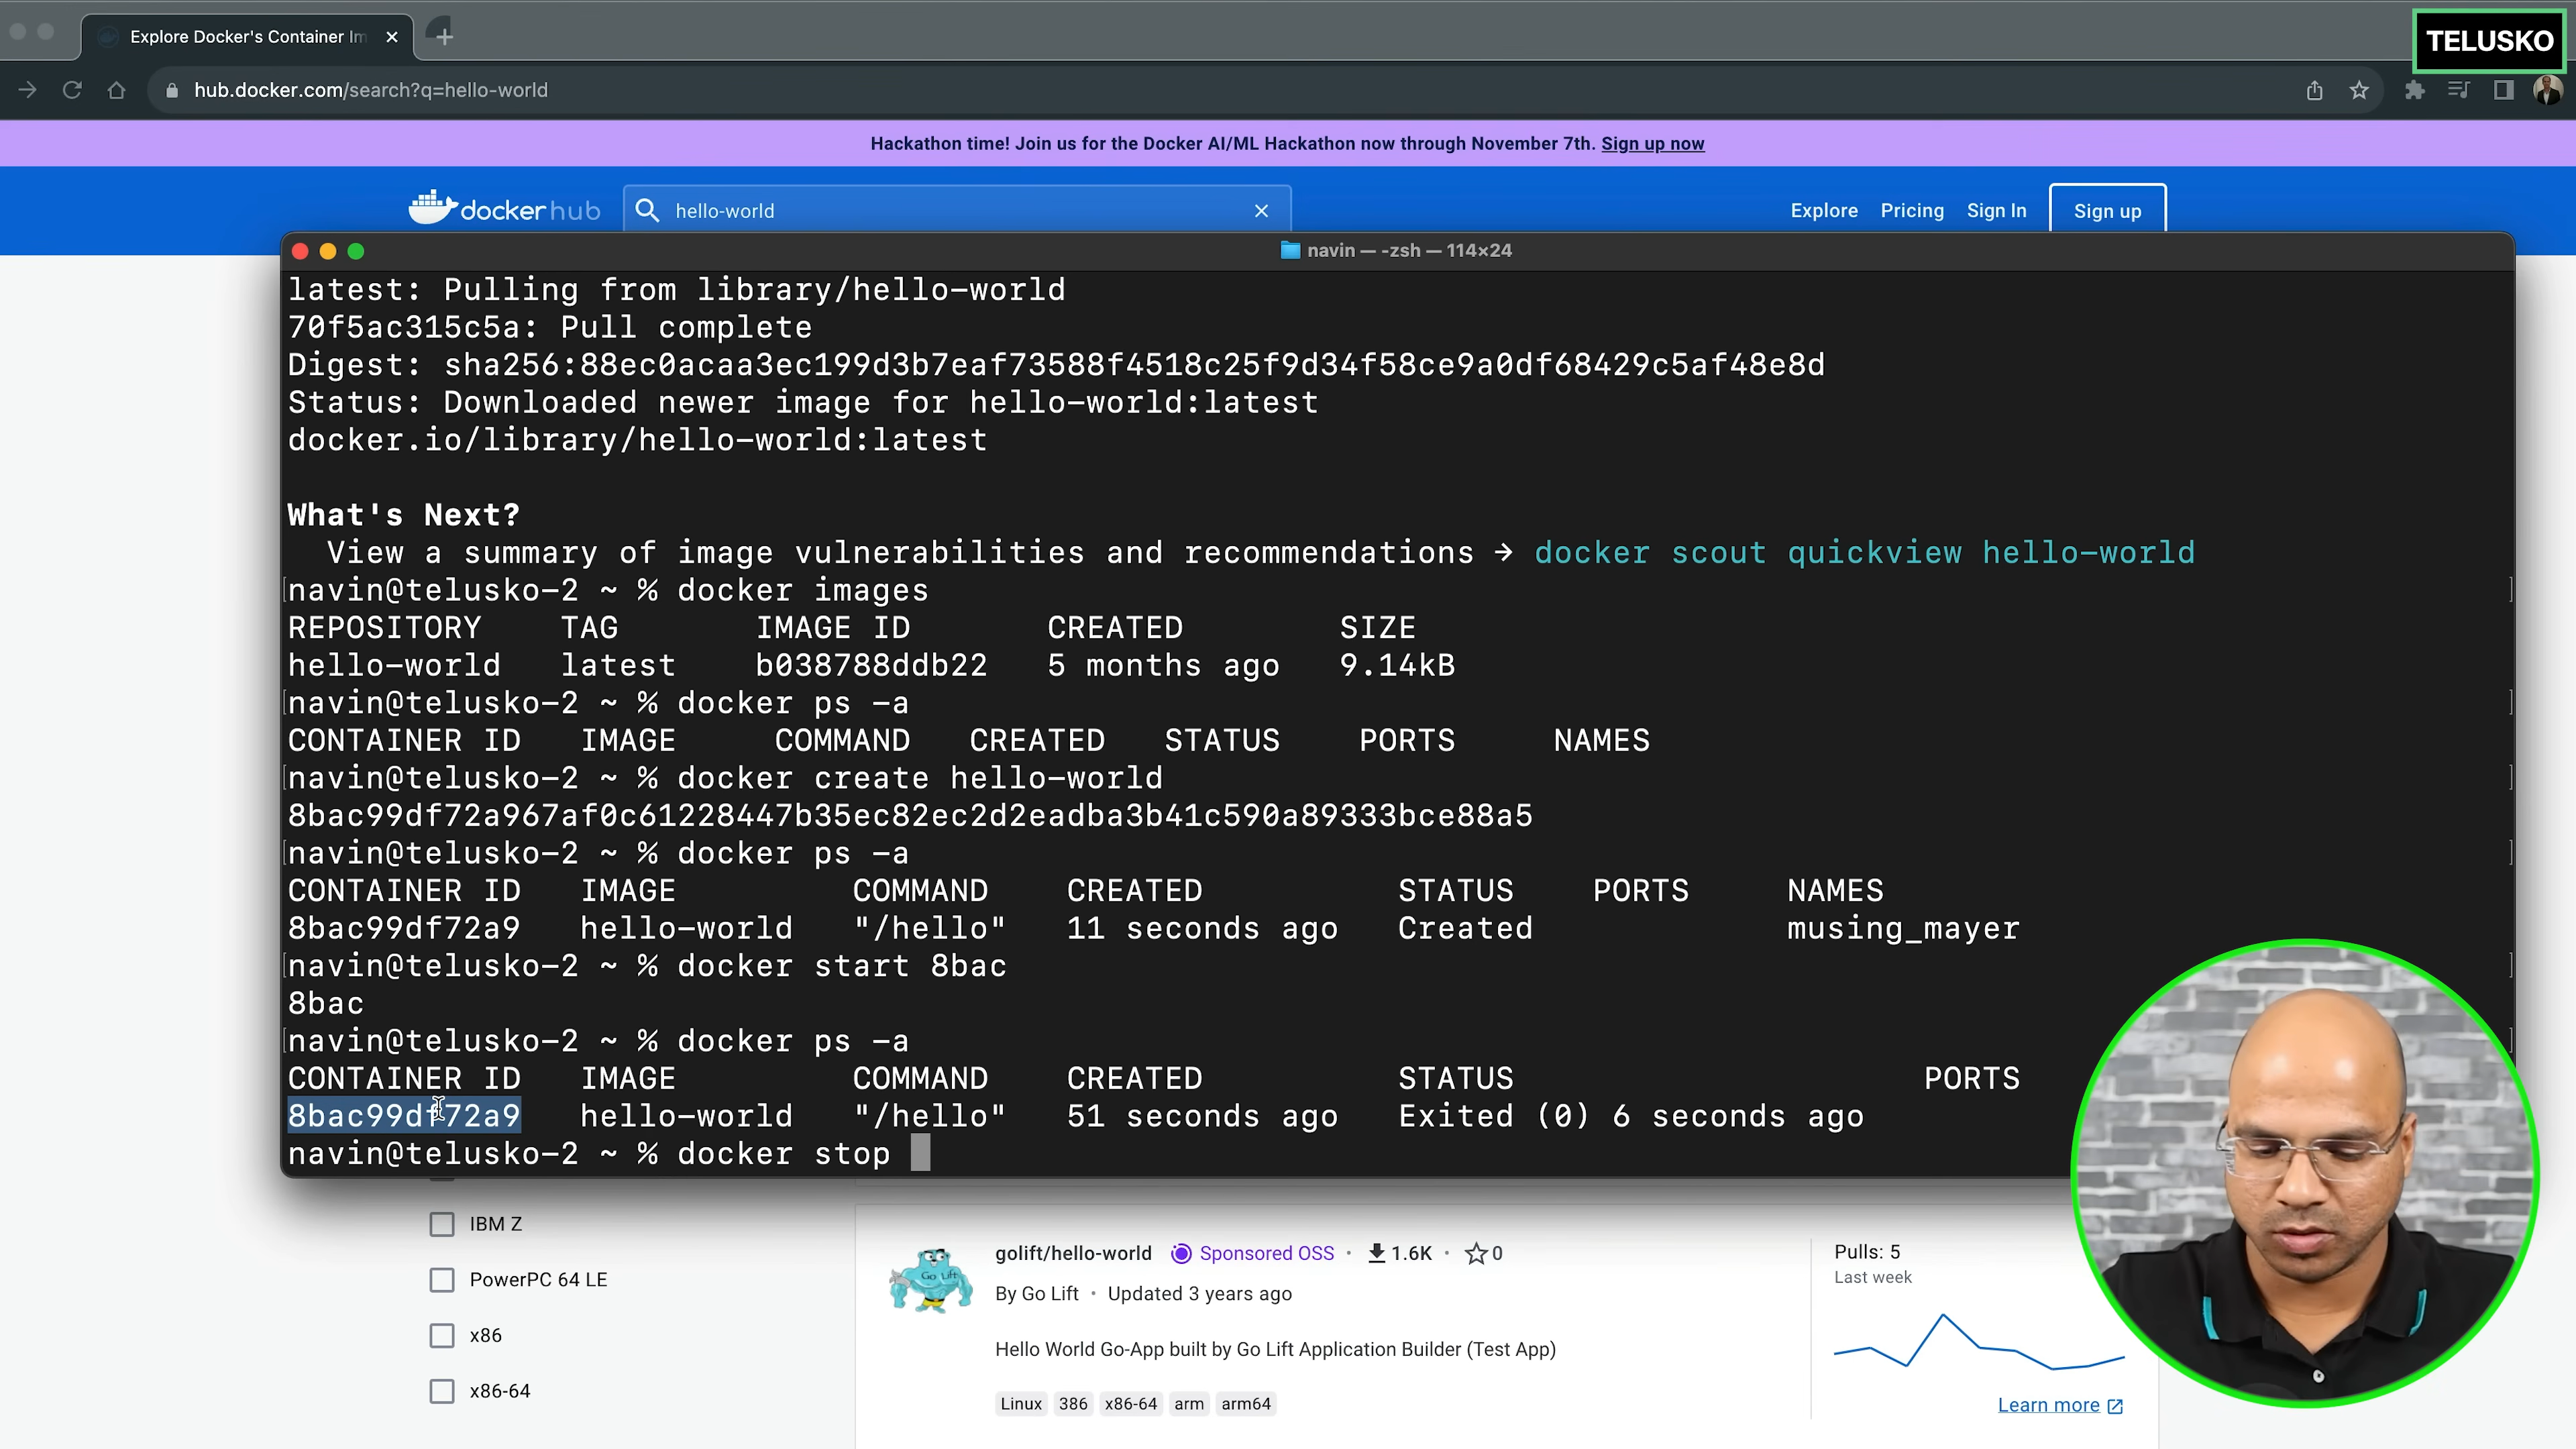 Explore Docker's Container Im
TELUSKO
hub.docker.com/search?q=hello-world
Hackathon time! Join us for the Docker AI/ML Hackathon now through November 7th. Sign up now
docker hub
hello-world
Explore Pricing Sign In Sign up
navin — -zsh — 114×24
latest: Pulling from library/hello-world
70f5ac315c5a: Pull complete
Digest: sha256:88ec0acaa3ec199d3b7eaf73588f4518c25f9d34f58ce9a0df68429c5af48e8d
Status: Downloaded newer image for hello-world:latest
docker.io/library/hello-world:latest
What's Next?
View a summary of image vulnerabilities and recommendations → docker scout quickview hello-world
navin@telusko-2 ~ % docker images
REPOSITORY TAG IMAGE ID CREATED SIZE
hello-world latest b038788ddb22 5 months ago 9.14kB
navin@telusko-2 ~ % docker ps -a
CONTAINER ID IMAGE COMMAND CREATED STATUS PORTS NAMES
navin@telusko-2 ~ % docker create hello-world
8bac99df72a967af0c61228447b35ec82ec2d2eadba3b41c590a89333bce88a5
navin@telusko-2 ~ % docker ps -a
CONTAINER ID IMAGE COMMAND CREATED STATUS PORTS NAMES
8bac99df72a9 hello-world "/hello" 11 seconds ago Created musing_mayer
navin@telusko-2 ~ % docker start 8bac
8bac
navin@telusko-2 ~ % docker ps -a
CONTAINER ID IMAGE COMMAND CREATED STATUS PORTS
8bac99df72a9 hello-world "/hello" 51 seconds ago Exited (0) 6 seconds ago
navin@telusko-2 ~ % docker stop
IBM Z
PowerPC 64 LE
x86
x86-64
golift/hello-world Sponsored OSS · 1.6K · 0
By Go Lift · Updated 3 years ago
Hello World Go-App built by Go Lift Application Builder (Test App)
Linux 386 x86-64 arm arm64
Go Lift
Pulls: 5
Last week
Learn more